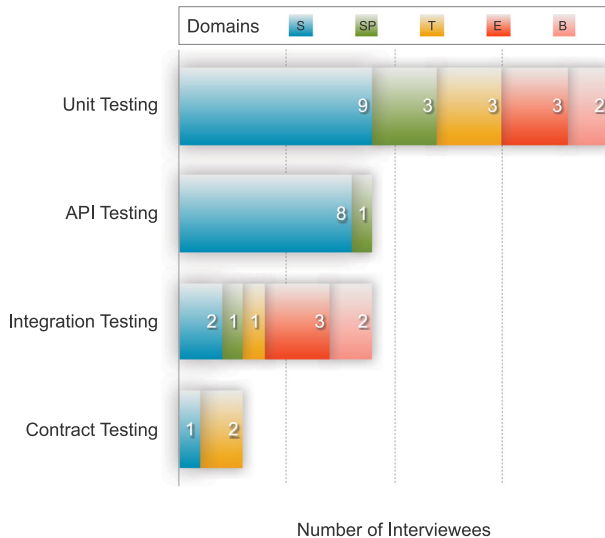 Domains S SP T E B
Unit Testing 9 3 3 3 2
API Testing 8 1
Integration Testing 2 1 1 3 2
Contract Testing 1 2
Number of Interviewees